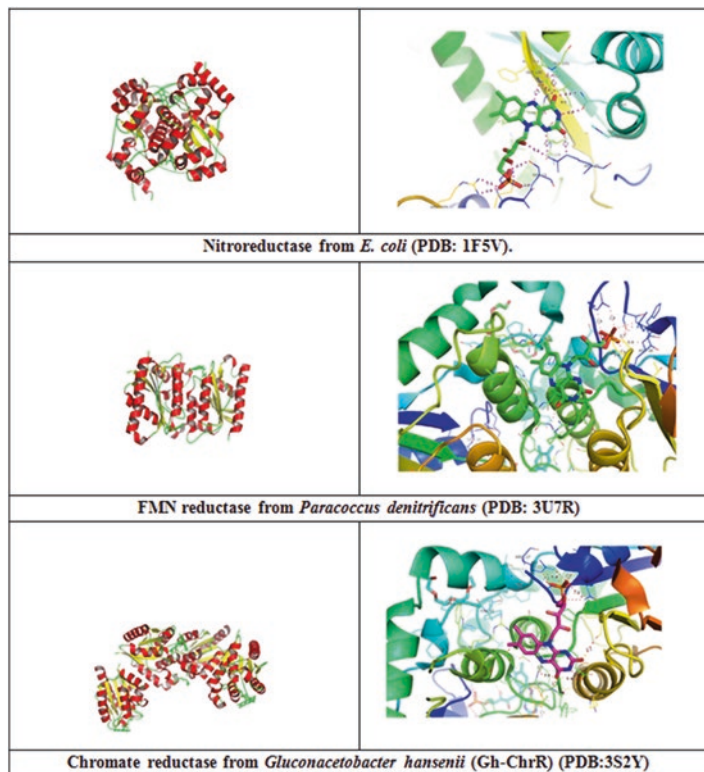 Nitroreductase from E. coli (PDB: 1F5V).
FMN reductase from Paracoccus denitrificans (PDB: 3U7R)
Chromate reductase from Gluconacetobacter hansenii (Gh-ChrR) (PDB:3S2Y)